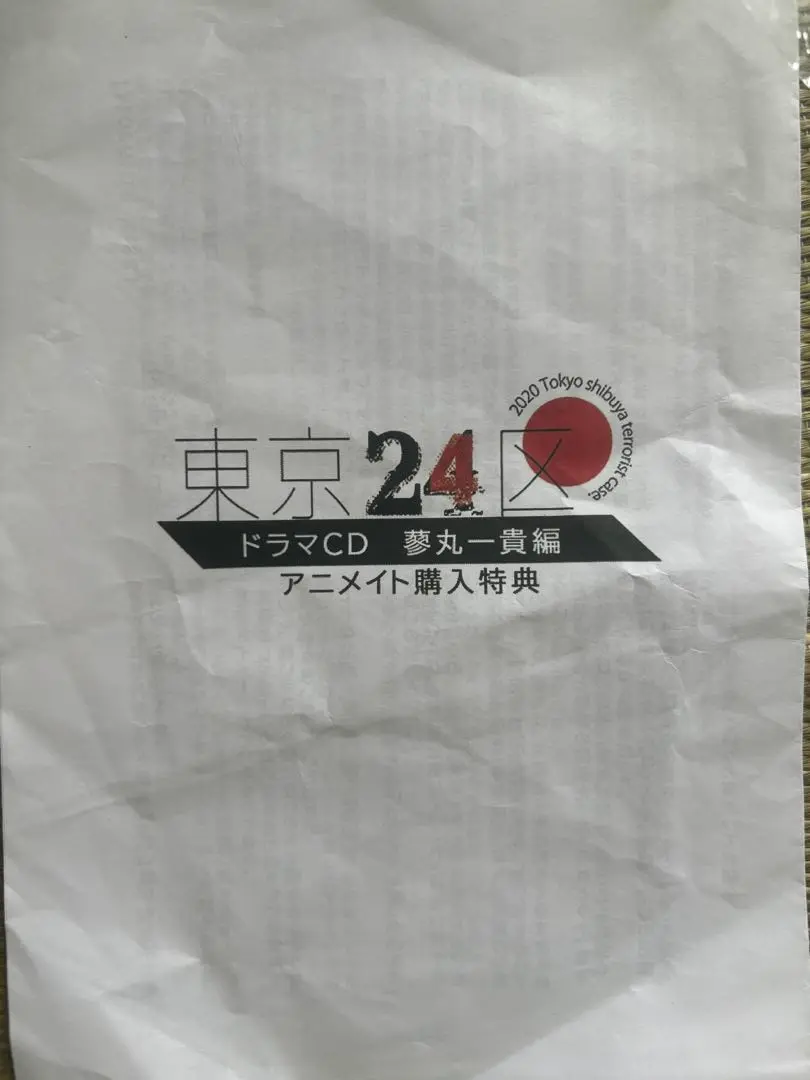 2020 Tokyo shibuya terrorist case.
東京24区
ドラマCD 蓼丸一貴編
アニメイト購入特典